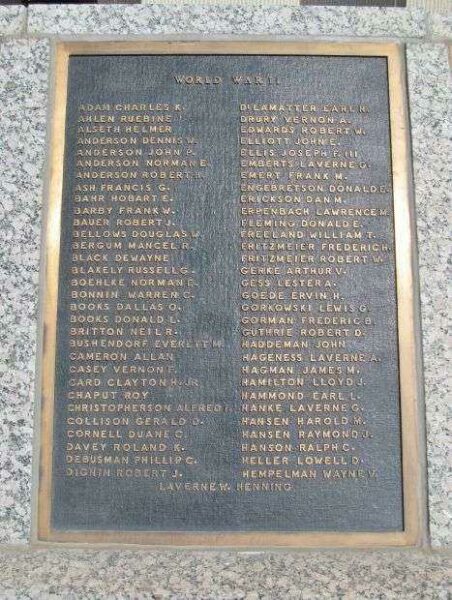 WORLD WAR II
ADAM CHARLES K.
AHLEN RUEBINE
ALSETH HELMER
ANDERSON DENNIS W.
ANDERSON JOHN P.
ANDERSON NORMAN E.
ANDERSON ROBERT
ASH FRANCIS G.
BAHR HOBART E.
BARBY FRANK W.
BAUER ROBERT J.
BELLOWS DOUGLAS W.
BERGUM MANCEL R.
BLACK DEWAYNE
BLAKELY RUSSELL G.
BOEHLKE NORMAN
BONNIN WARREN C.
BOOKS DALLAS O.
BOOKS DONALD
BRITTON NEIL R.
BUSHENDORF EVERETT M.
CAMERON ALLAN
CASEY VERNON F.
CARD CLAYTON H. JR.
CHAPUT ROY
CHRISTOPHERSON ALFRED
COLLISON GERALD D.
CORNELL DUANE C.
DAVEY ROLAND K.
DEBUSMAN PHILLIP C.
DIGNIN ROBERT J.
DELAMATTER EARL
DRURY VERNON A.
EDWARDS ROBERT W.
ELLIOTT JOHN E.
ELLIS JOSEPH F. III
EMBERTS LAVERNE O.
EMERT FRANK M.
ENGEBRETSON DONALD E.
ERICKSON DAN M.
ERPENBACH LAWRENCE M.
FLEMING DONALD E.
FREELAND WILLIAM T.
FRITZMEIER FREDERICH
FRITZMEIER ROBERT W.
GEHKE ARTHUR V.
GESS LESTER A.
GOEDE ERVIN H.
GORKOWSKI LEWIS G.
GORMAN FREDERIC B.
GUTHRIE ROBERT D.
HADDEMAN JOHN
HAGENESS LAVERNE A.
HAGMAN JAMES M.
HAMILTON LLOYD J.
HAMMOND EARL L.
HANKE LAVERNE G.
HANSEN HAROLD M.
HANSEN RAYMOND J.
HANSON RALPH C.
HELLER LOWELL D.
HEMPELMAN WAYNE V.
LAVERNE W. HENNING